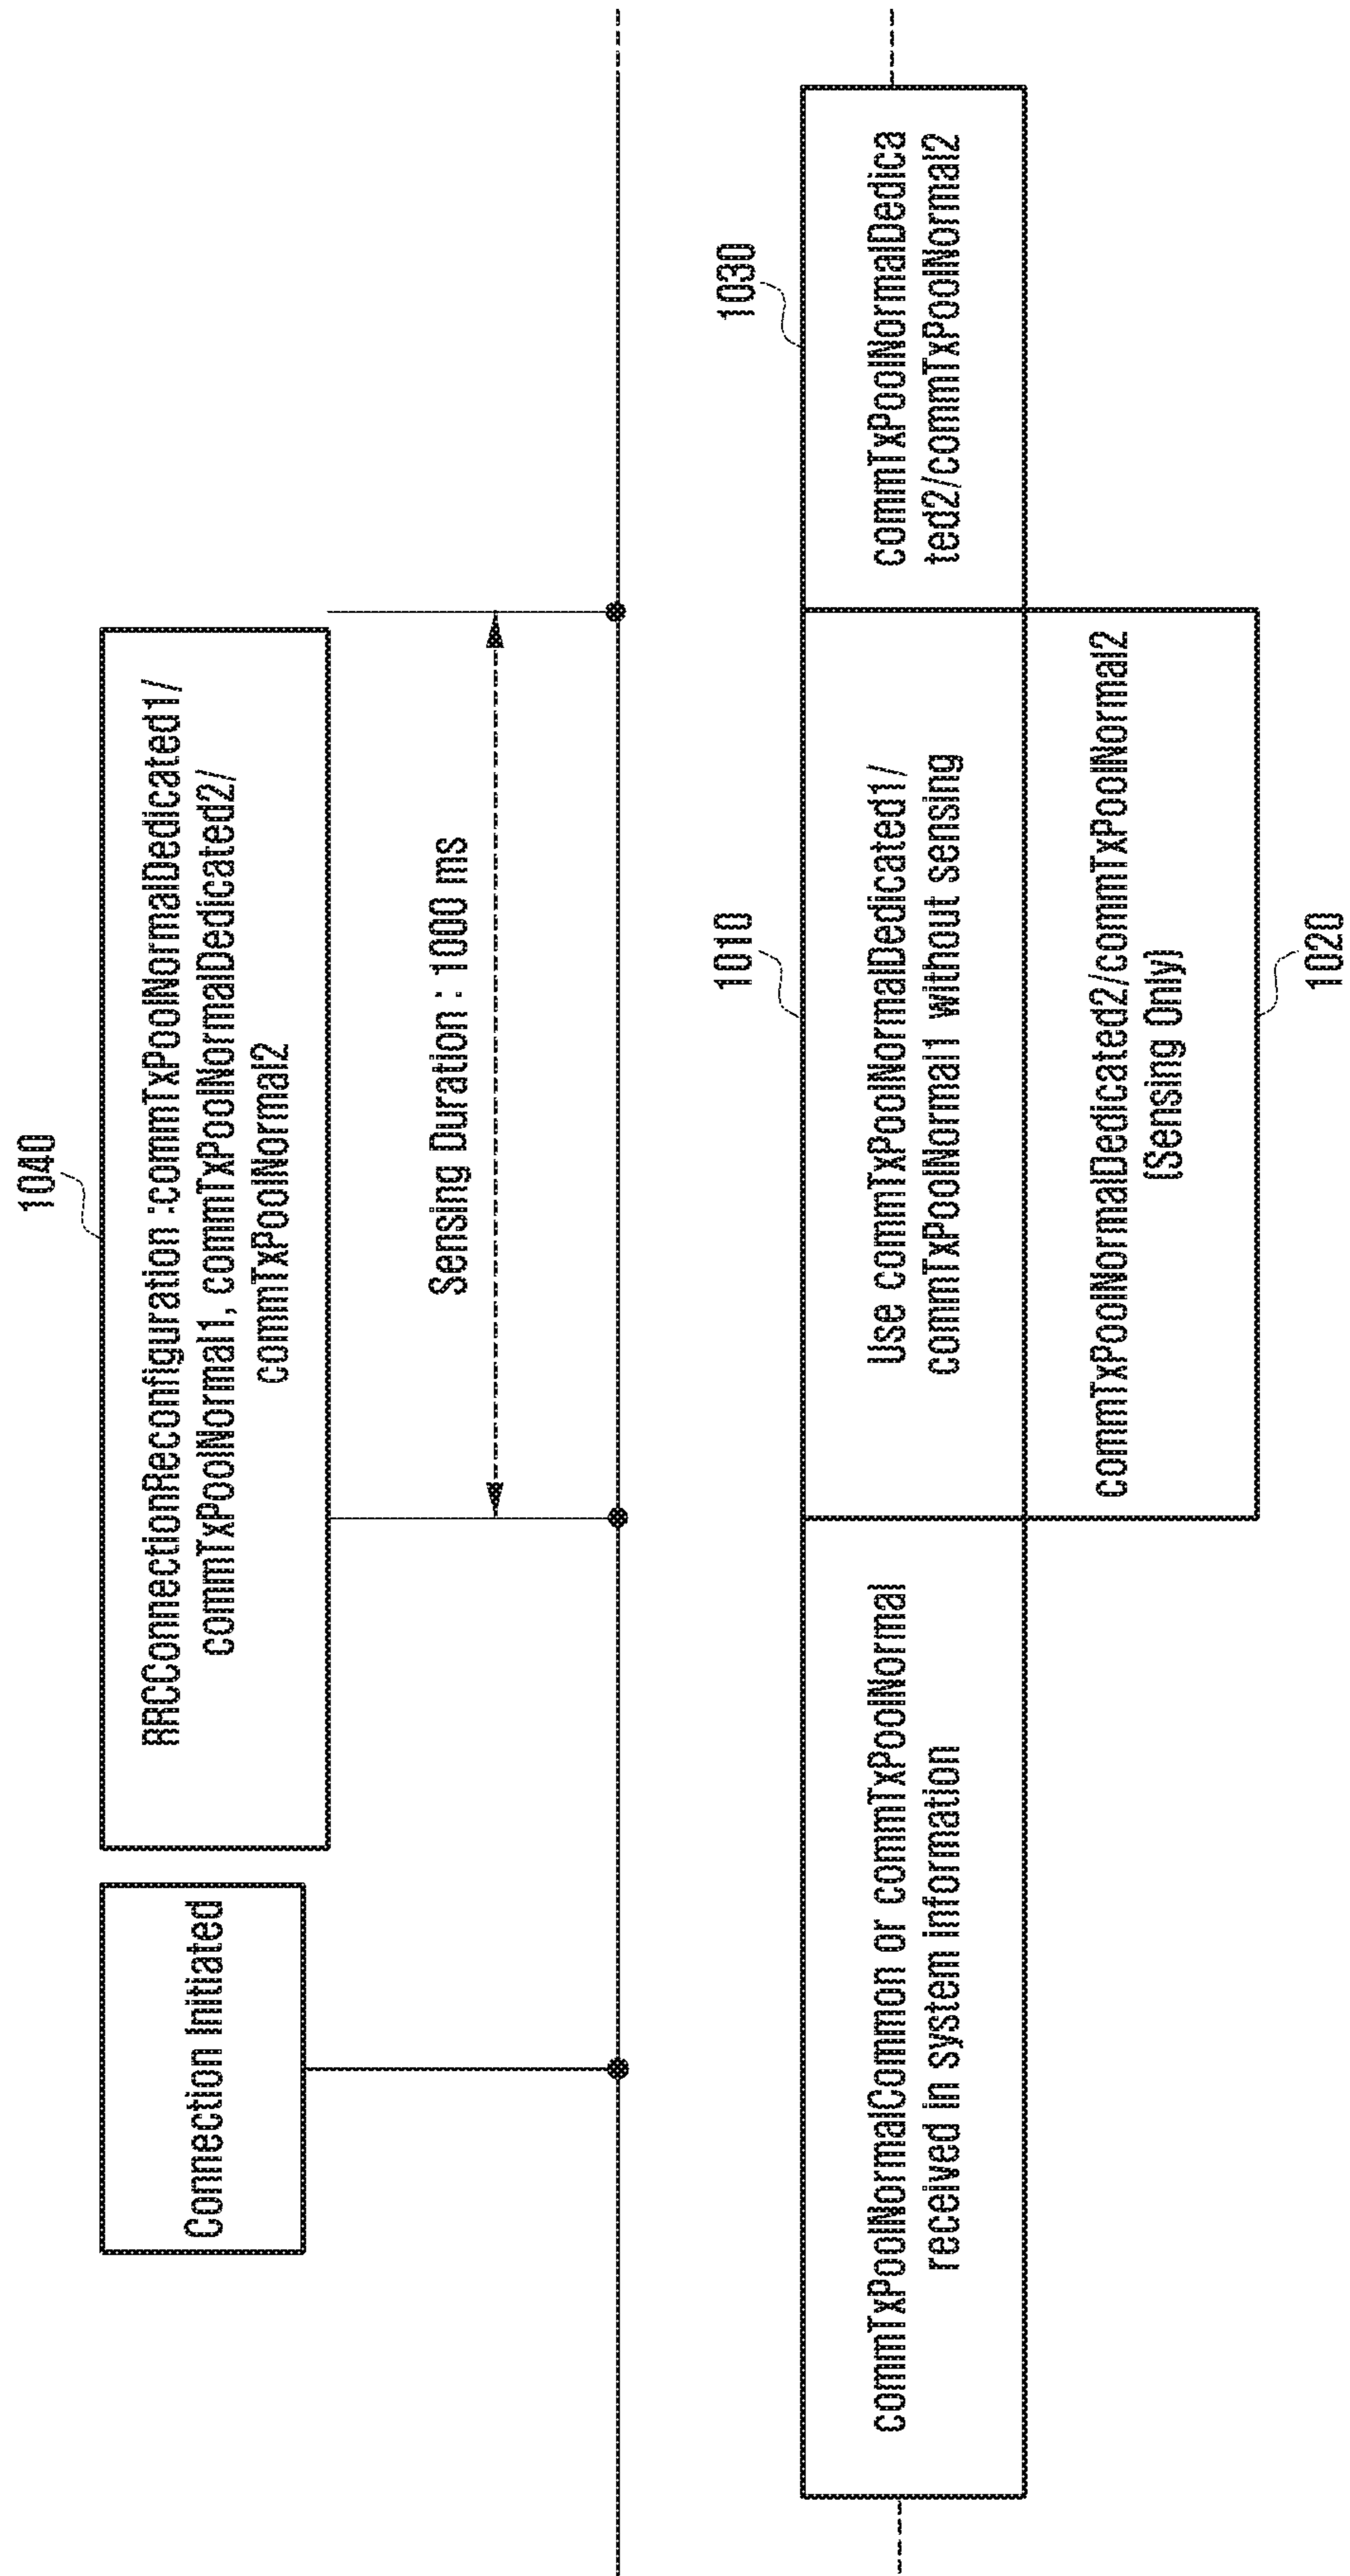 1040
Connection Initiated
RRCConnectionReconfiguration :commTxPoolNormalDedicated1/
commTxPoolNormal1, commTxPoolNormalDedicated2/
commTxPoolNormal2
Sensing Duration : 1000 ms
1010
1030
commTxPoolNormalCommon or commTxPoolNormal
received in system information
Use commTxPoolNormalDedicated1/
commTxPoolNormal1 without sensing
commTxPoolNormalDedica
ted2/commTxPoolNormal2
commTxPoolNormalDedicated2/commTxPoolNormal2
(Sensing Only)
1020